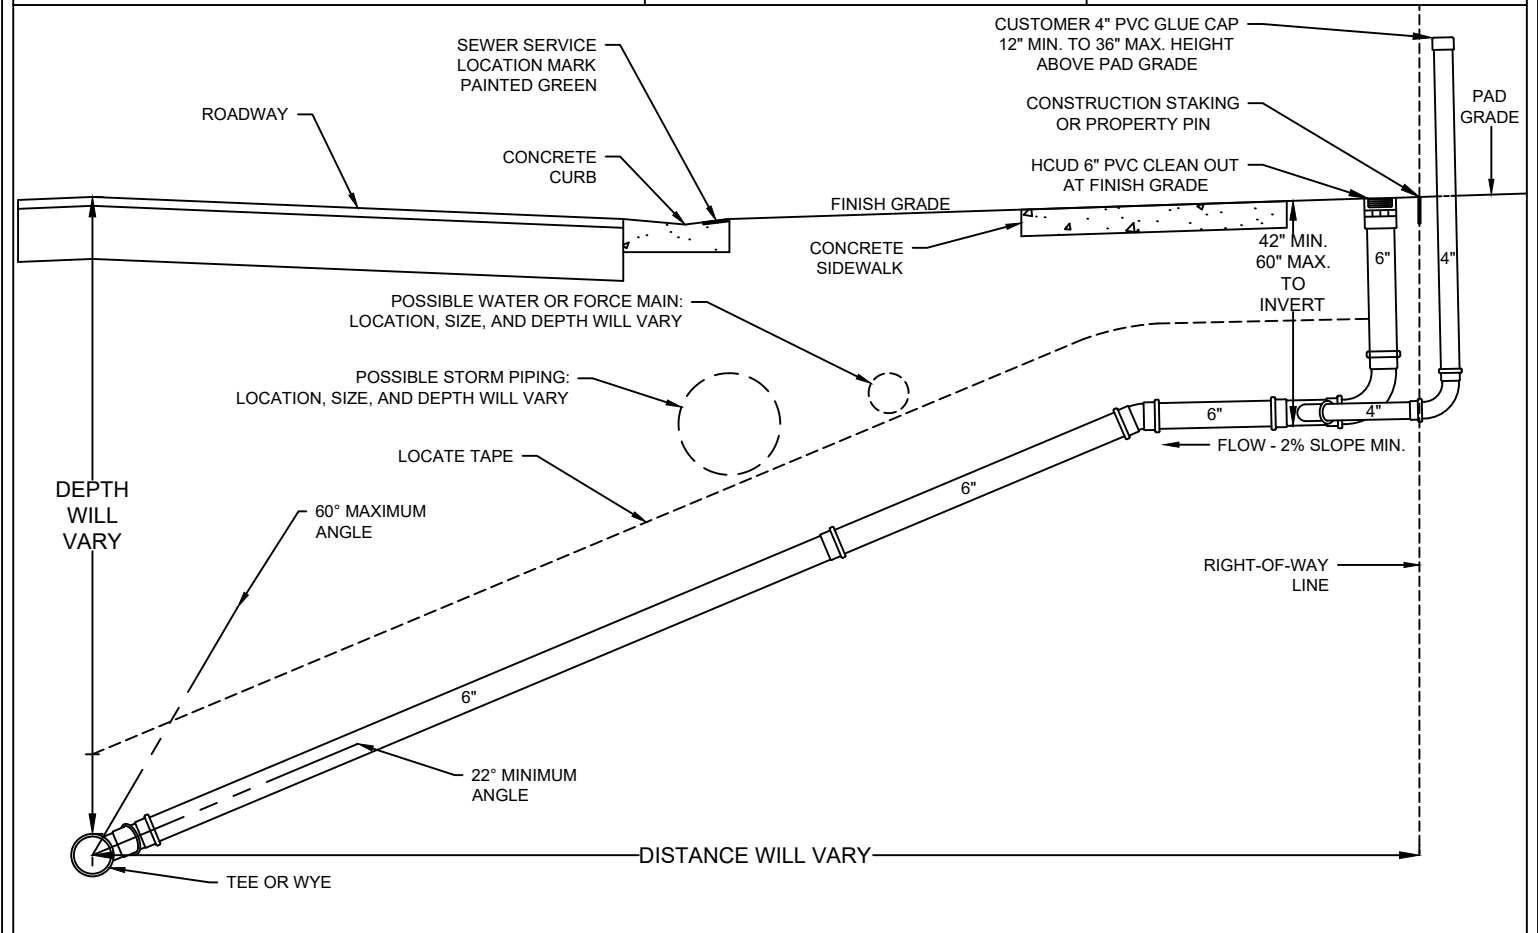 CUSTOMER 4" PVC GLUE CAP
12" MIN. TO 36" MAX. HEIGHT
ABOVE PAD GRADE
SEWER SERVICE
LOCATION MARK
PAINTED GREEN
ROADWAY
CONSTRUCTION STAKING
OR PROPERTY PIN
PAD
GRADE
CONCRETE
CURB
HCUD 6" PVC CLEAN OUT
AT FINISH GRADE
FINISH GRADE
CONCRETE
SIDEWALK
42" MIN.
60" MAX.
TO
INVERT
6"
4"
POSSIBLE WATER OR FORCE MAIN:
LOCATION, SIZE, AND DEPTH WILL VARY
POSSIBLE STORM PIPING:
LOCATION, SIZE, AND DEPTH WILL VARY
6"
4"
FLOW - 2% SLOPE MIN.
LOCATE TAPE
DEPTH
WILL
VARY
6"
60° MAXIMUM
ANGLE
RIGHT-OF-WAY
LINE
6"
22° MINIMUM
ANGLE
DISTANCE WILL VARY
TEE OR WYE